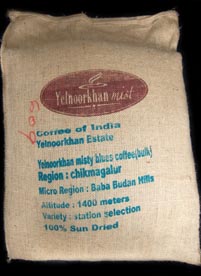 Yelnoorkhan mist
Coffee of India
Yelnoorkhan Estate
Yelnoorkhan misty blues coffee(bulk)
Region : chikmagalur
Micro Region : Baba Budan Hills
Altitude : 1400 meters
Variety : station selection
100% Sun Dried